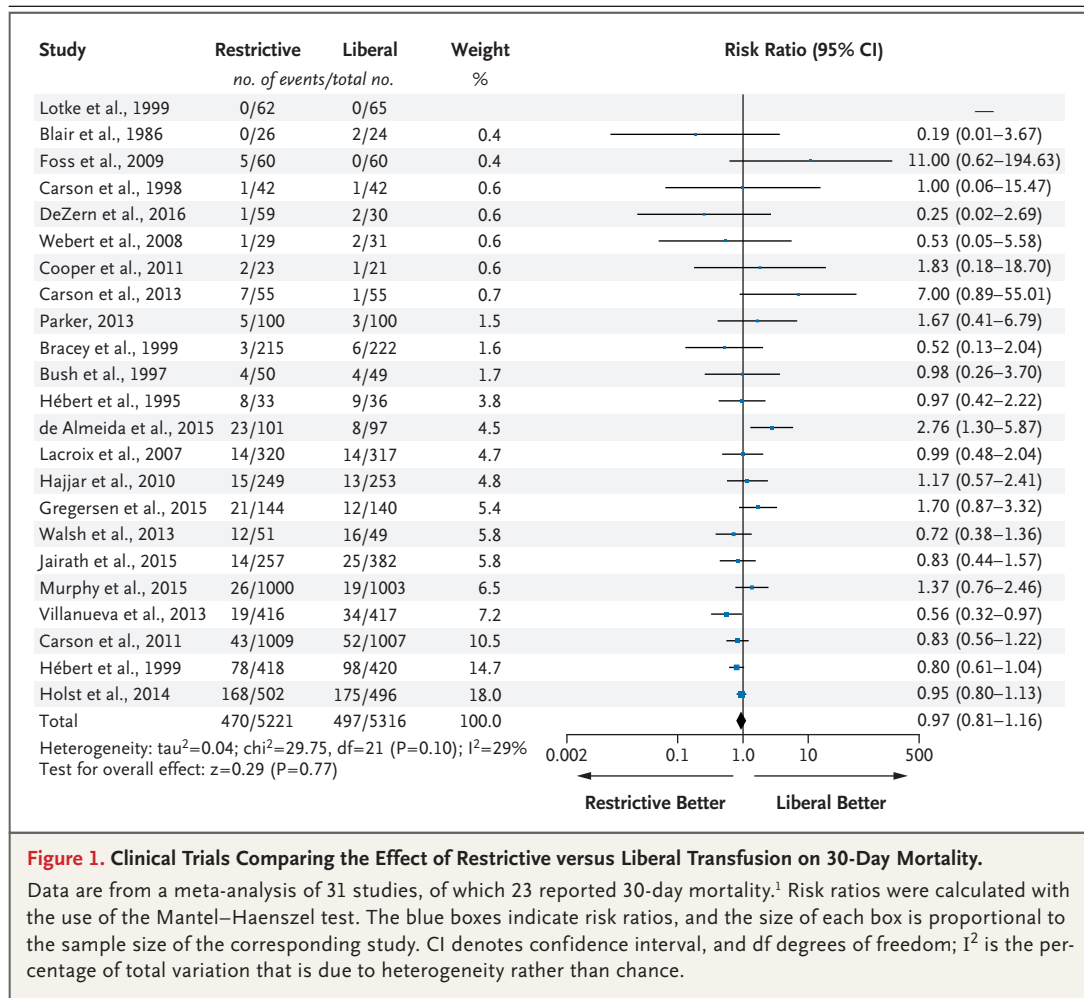 Study Restrictive Liberal Weight Risk Ratio (95% CI)
no. of events/total no. %
Lotke et al., 1999 0/62 0/65 —
Blair et al., 1986 0/26 2/24 0.4 0.19 (0.01–3.67)
Foss et al., 2009 5/60 0/60 0.4 11.00 (0.62–194.63)
Carson et al., 1998 1/42 1/42 0.6 1.00 (0.06–15.47)
DeZern et al., 2016 1/59 2/30 0.6 0.25 (0.02–2.69)
Webert et al., 2008 1/29 2/31 0.6 0.53 (0.05–5.58)
Cooper et al., 2011 2/23 1/21 0.6 1.83 (0.18–18.70)
Carson et al., 2013 7/55 1/55 0.7 7.00 (0.89–55.01)
Parker, 2013 5/100 3/100 1.5 1.67 (0.41–6.79)
Bracey et al., 1999 3/215 6/222 1.6 0.52 (0.13–2.04)
Bush et al., 1997 4/50 4/49 1.7 0.98 (0.26–3.70)
Hébert et al., 1995 8/33 9/36 3.8 0.97 (0.42–2.22)
de Almeida et al., 2015 23/101 8/97 4.5 2.76 (1.30–5.87)
Lacroix et al., 2007 14/320 14/317 4.7 0.99 (0.48–2.04)
Hajjar et al., 2010 15/249 13/253 4.8 1.17 (0.57–2.41)
Gregersen et al., 2015 21/144 12/140 5.4 1.70 (0.87–3.32)
Walsh et al., 2013 12/51 16/49 5.8 0.72 (0.38–1.36)
Jairath et al., 2015 14/257 25/382 5.8 0.83 (0.44–1.57)
Murphy et al., 2015 26/1000 19/1003 6.5 1.37 (0.76–2.46)
Villanueva et al., 2013 19/416 34/417 7.2 0.56 (0.32–0.97)
Carson et al., 2011 43/1009 52/1007 10.5 0.83 (0.56–1.22)
Hébert et al., 1999 78/418 98/420 14.7 0.80 (0.61–1.04)
Holst et al., 2014 168/502 175/496 18.0 0.95 (0.80–1.13)
Total 470/5221 497/5316 100.0 0.97 (0.81–1.16)
Heterogeneity: tau²=0.04; chi²=29.75, df=21 (P=0.10); I²=29%
Test for overall effect: z=0.29 (P=0.77)
0.002 0.1 1.0 10 500
Restrictive Better Liberal Better
Figure 1. Clinical Trials Comparing the Effect of Restrictive versus Liberal Transfusion on 30-Day Mortality.
Data are from a meta-analysis of 31 studies, of which 23 reported 30-day mortality.¹ Risk ratios were calculated with
the use of the Mantel–Haenszel test. The blue boxes indicate risk ratios, and the size of each box is proportional to
the sample size of the corresponding study. CI denotes confidence interval, and df degrees of freedom; I² is the per-
centage of total variation that is due to heterogeneity rather than chance.